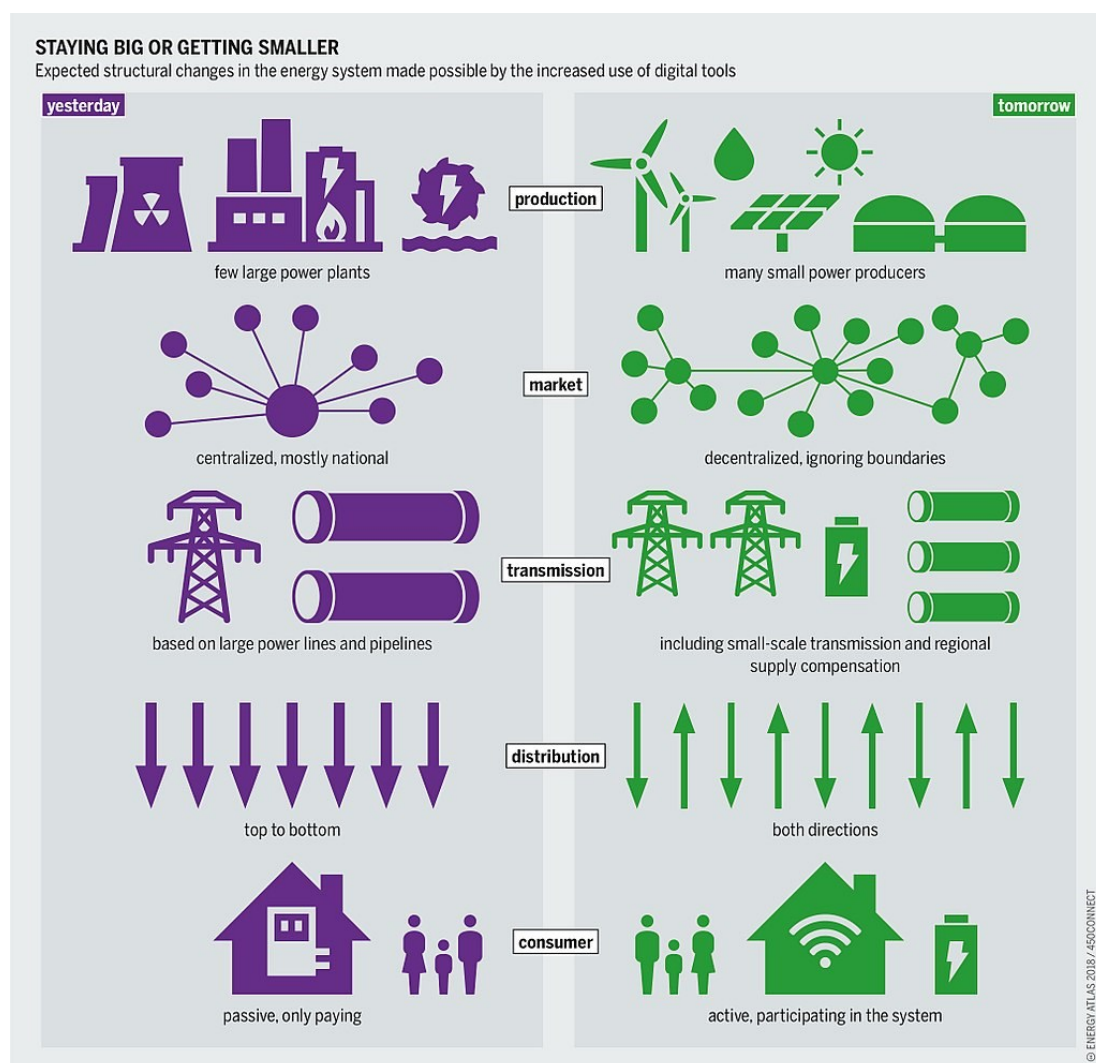 STAYING BIG OR GETTING SMALLER
Expected structural changes in the energy system made possible by the increased use of digital tools
yesterday
tomorrow
production
few large power plants
many small power producers
market
centralized, mostly national
decentralized, ignoring boundaries
transmission
based on large power lines and pipelines
including small-scale transmission and regional
supply compensation
distribution
top to bottom
both directions
consumer
passive, only paying
active, participating in the system
© ENERGY ATLAS 2018 / 450CONNECT